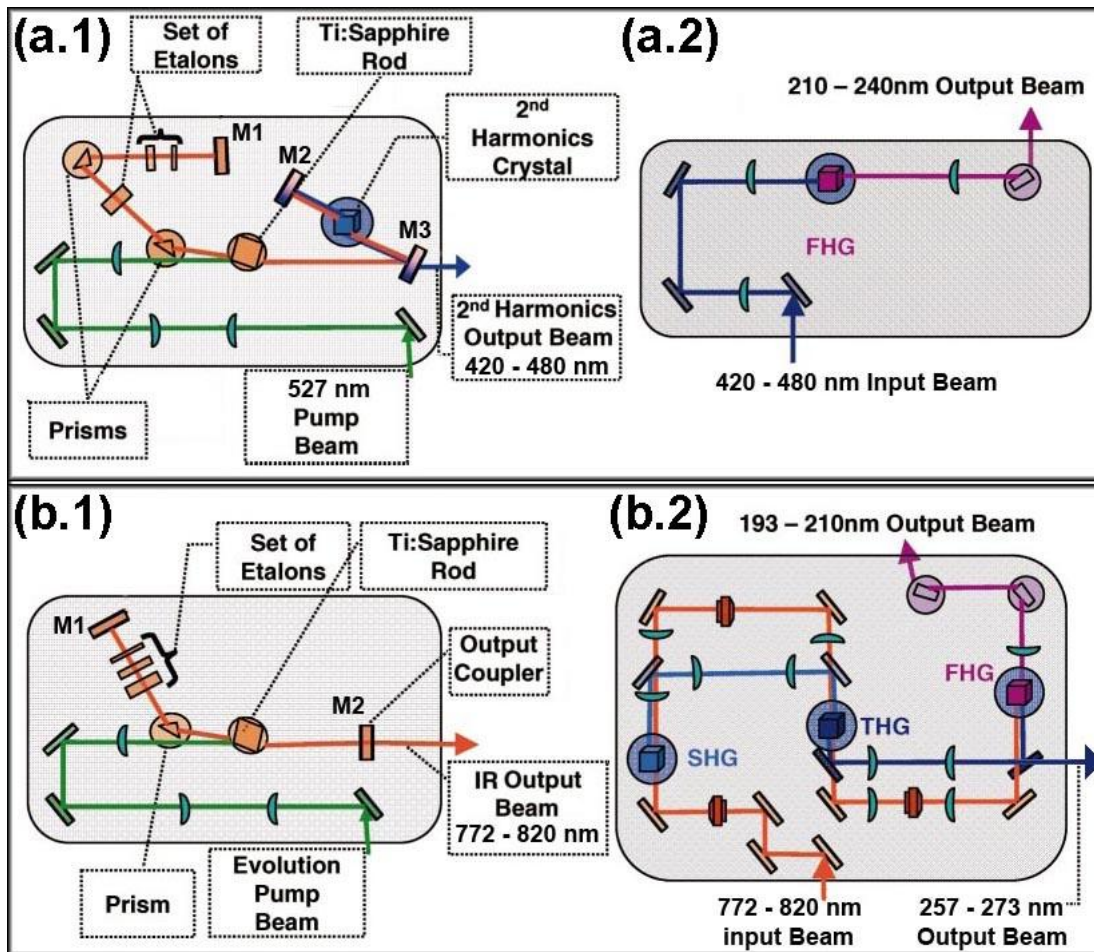 (a.1)
Set of
Etalons
Ti:Sapphire
Rod
M1
M2
2nd
Harmonics
Crystal
M3
2nd Harmonics
Output Beam
420 - 480 nm
527 nm
Pump
Beam
Prisms
(a.2)
210 – 240nm Output Beam
FHG
420 - 480 nm Input Beam
(b.1)
Set of
Etalons
Ti:Sapphire
Rod
M1
Output
Coupler
M2
IR Output
Beam
772 - 820 nm
Prism
Evolution
Pump
Beam
(b.2)
193 – 210nm Output Beam
FHG
THG
SHG
772 - 820 nm
input Beam
257 - 273 nm
Output Beam